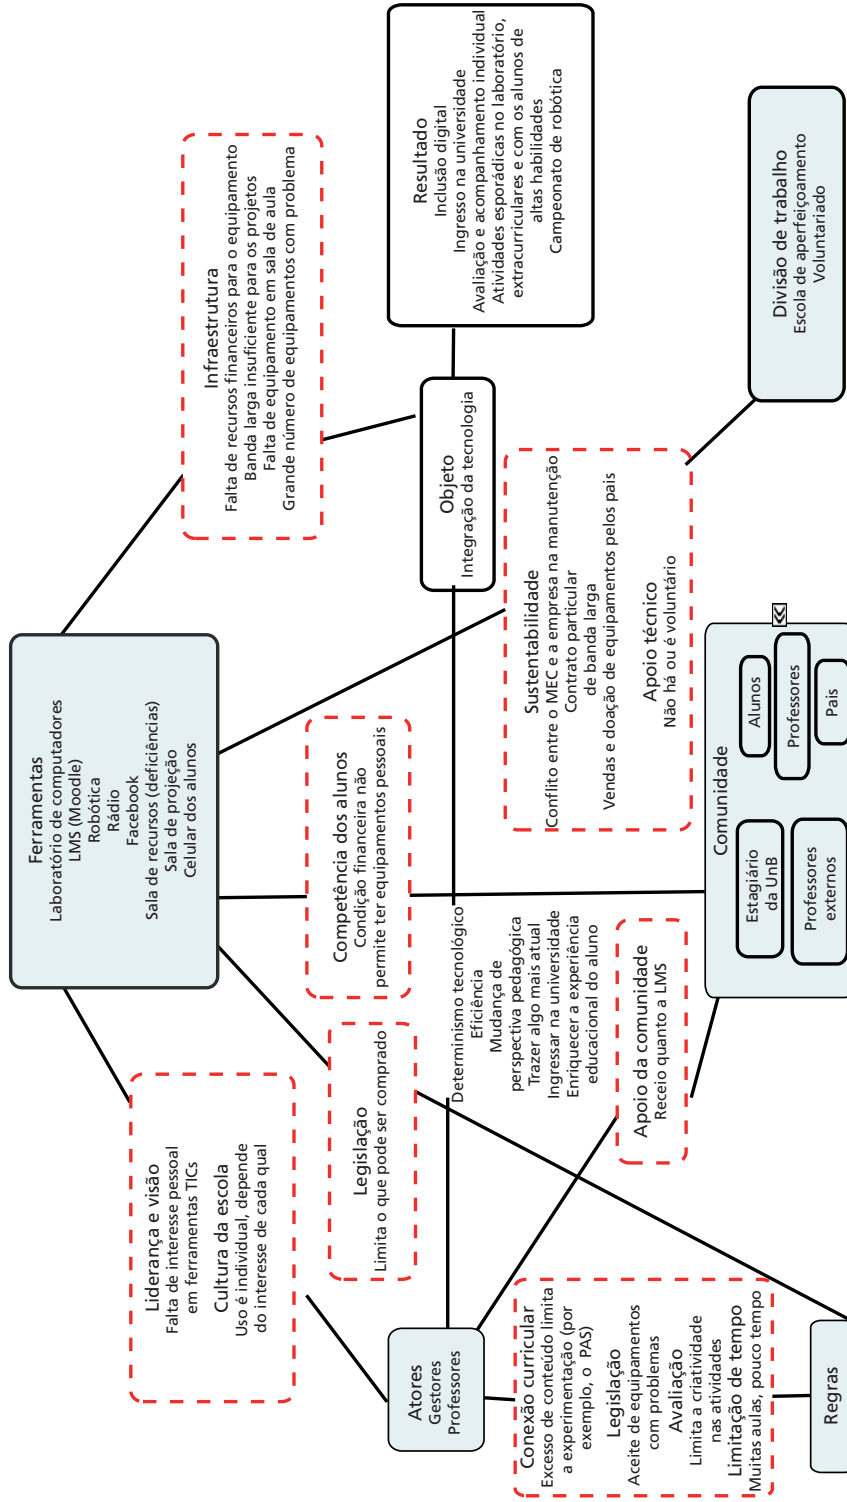 Ferramentas
Laboratório de computadores
LMS (Moodle)
Robótica
Rádio
Facebook
Sala de recursos (deficiências)
Sala de projeção
Celular dos alunos
Liderança e visão
Falta de interesse pessoal
em ferramentas TICs
Cultura da escola
Uso é individual, depende
do interesse de cada qual
Infraestrutura
Falta de recursos financeiros para o equipamento
Banda larga insuficiente para os projetos
Falta de equipamento em sala de aula
Grande número de equipamentos com problema
Legislação
Limita o que pode ser comprado
Competência dos alunos
Condição financeira não
permite ter equipamentos pessoais
Atores
Gestores
Professores
Determinismo tecnológico
Eficiência
Mudança de
perspectiva pedagógica
Trazer algo mais atual
Ingressar na universidade
Enriquecer a experiência
educacional do aluno
Objeto
Integração da tecnologia
Resultado
Inclusão digital
Ingresso na universidade
Avaliação e acompanhamento individual
Atividades esporádicas no laboratório,
extracurriculares e com os alunos de
altas habilidades
Campeonato de robótica
Conexão curricular
Excesso de conteúdo limita
a experimentação (por
exemplo, o PAS)
Legislação
Aceite de equipamentos
com problemas
Avaliação
Limita a criatividade
nas atividades
Limitação de tempo
Muitas aulas, pouco tempo
Apoio da comunidade
Receio quanto a LMS
Sustentabilidade
Conflito entre o MEC e a empresa na manutenção
Contrato particular
de banda larga
Vendas e doação de equipamentos pelos pais
Apoio técnico
Não há ou é voluntário
Regras
Comunidade
Estagiário
da UnB
Alunos
Professores
externos
Professores
Pais
Divisão de trabalho
Escola de aperfeiçoamento
Voluntariado